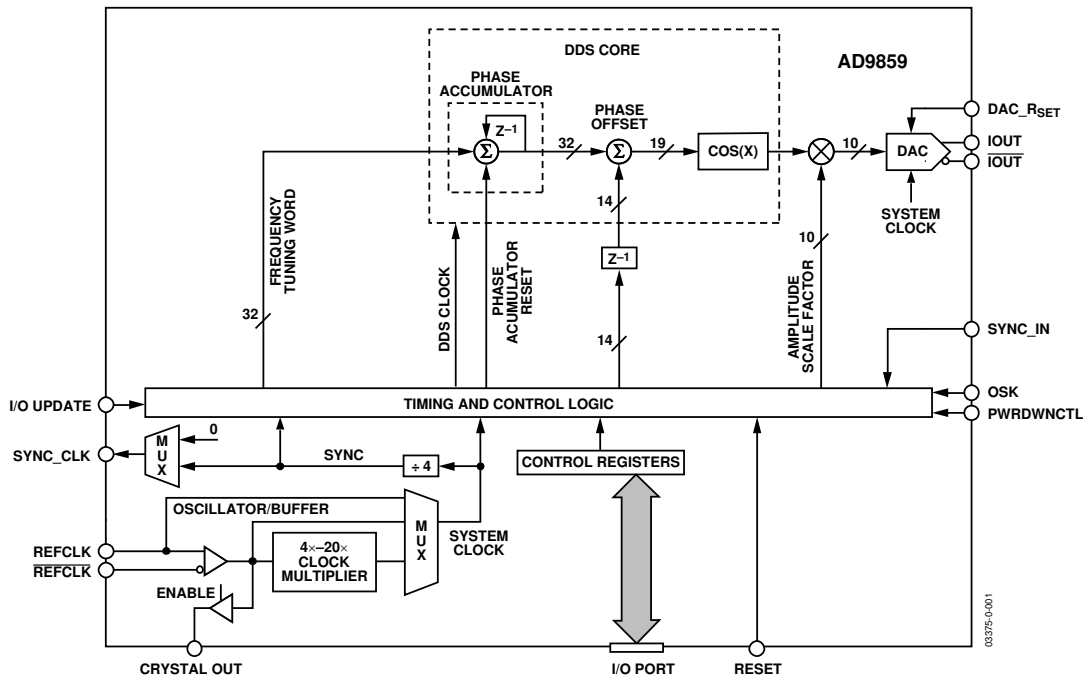 DDS CORE
AD9859
PHASE
ACCUMULATOR
Z–1
Σ
32
PHASE
OFFSET
Σ
19
COS(X)
10
DAC
DAC_RSET
IOUT
IOUT
SYSTEM
CLOCK
14
Z–1
14
10
FREQUENCY
TUNING WORD
32
DDS CLOCK
PHASE
ACUMULATOR
RESET
AMPLITUDE
SCALE FACTOR
SYNC_IN
I/O UPDATE
TIMING AND CONTROL LOGIC
OSK
PWRDWNCTL
SYNC_CLK
MUX
0
SYNC
÷ 4
CONTROL REGISTERS
OSCILLATOR/BUFFER
REFCLK
REFCLK
4×–20×
CLOCK
MULTIPLIER
MUX
SYSTEM
CLOCK
ENABLE
CRYSTAL OUT
I/O PORT
RESET
03375-0-001